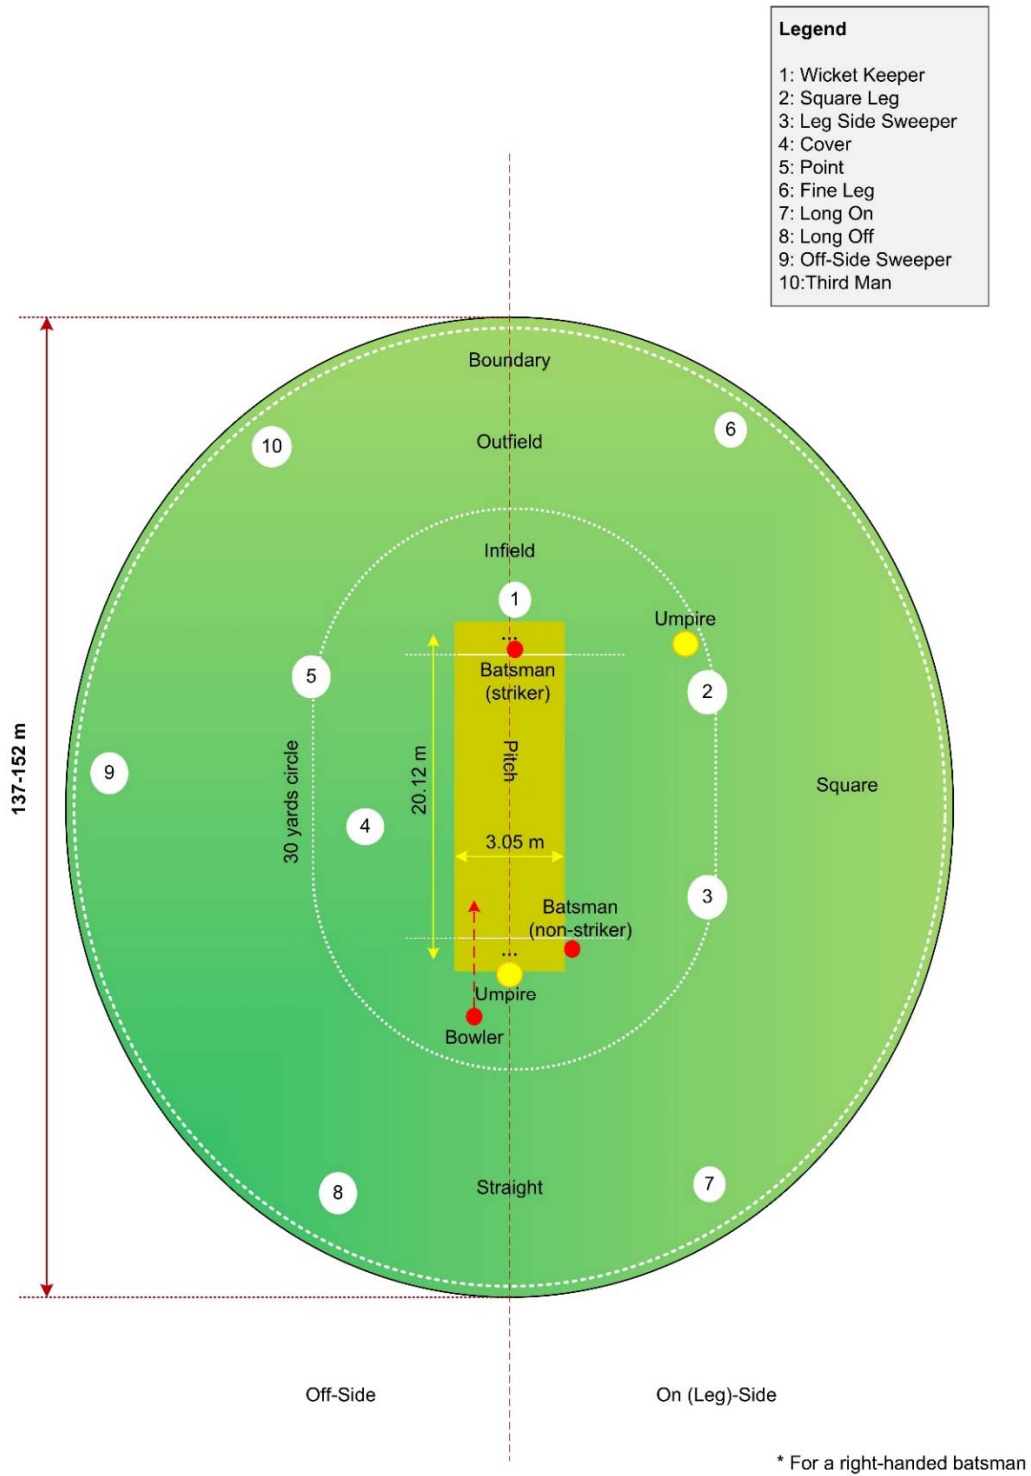 Legend
1: Wicket Keeper
2: Square Leg
3: Leg Side Sweeper
4: Cover
5: Point
6: Fine Leg
7: Long On
8: Long Off
9: Off-Side Sweeper
10:Third Man
Boundary
10
Outfield
6
Infield
1
Umpire
5
Batsman
(striker)
2
137-152 m
9
30 yards circle
20.12 m
Pitch
Square
4
3.05 m
3
Batsman
(non-striker)
Umpire
Bowler
8
Straight
7
Off-Side
On (Leg)-Side
* For a right-handed batsman